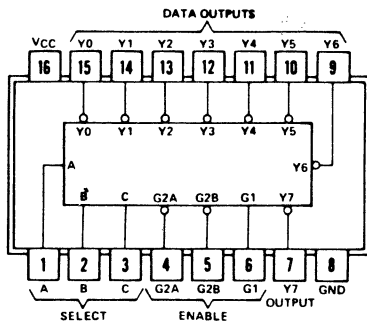 DATA OUTPUTS
VCC Y0 Y1 Y2 Y3 Y4 Y5 Y6
16 15 14 13 12 11 10 9
Y0 Y1 Y2 Y3 Y4 Y5
A Y6
B C G2A G2B G1 Y7
1 2 3 4 5 6 7 8
A B C G2A G2B G1 Y7 GND
SELECT ENABLE OUTPUT